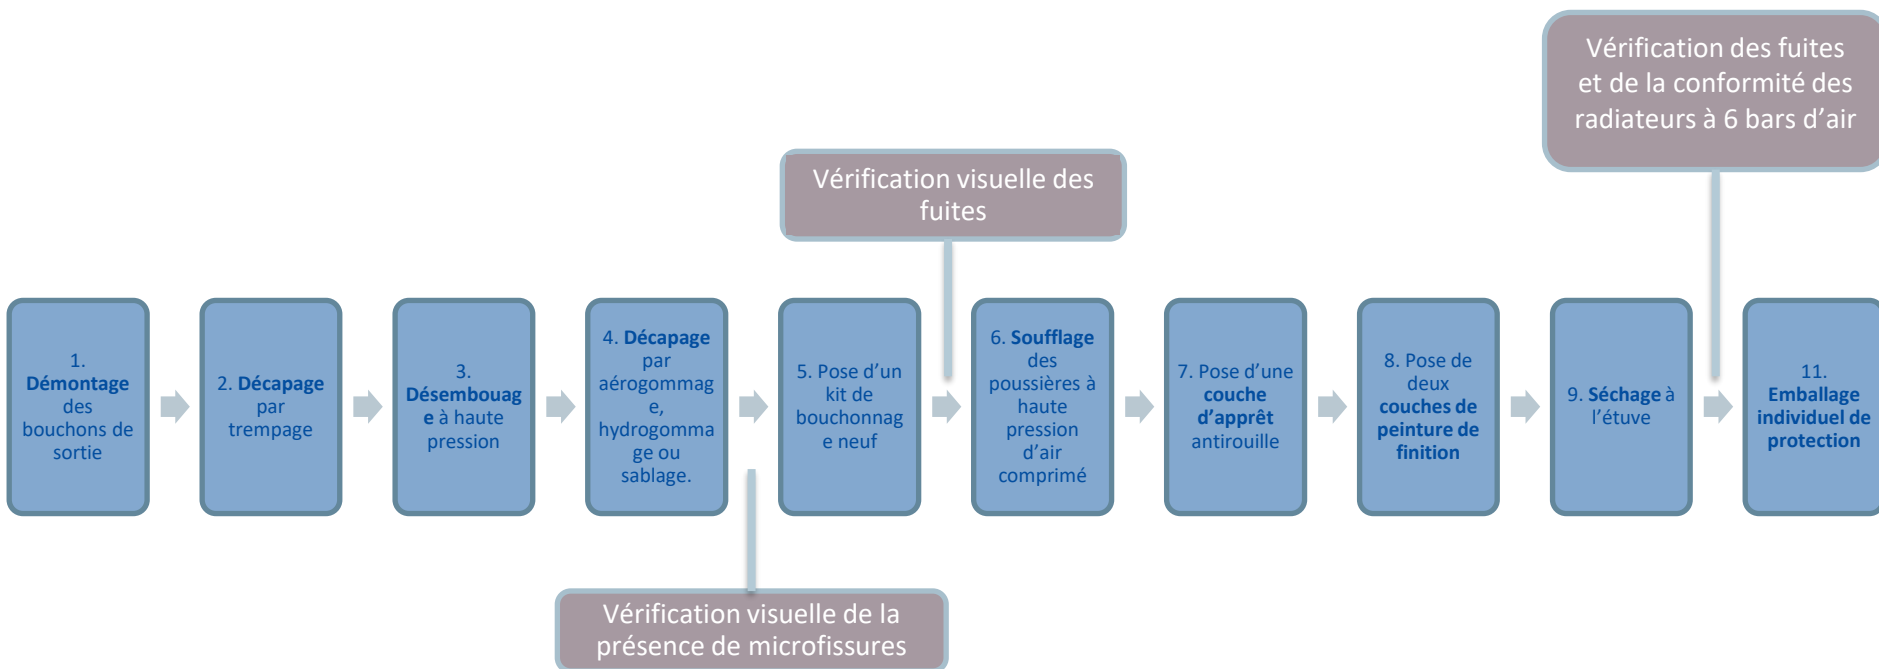 Vérification des fuites
et de la conformité des
radiateurs à 6 bars d’air
Vérification visuelle des
fuites
1.
Démontage
des
bouchons de
sortie
2. Décapage
par
trempage
3.
Désembouag
e à haute
pression
4. Décapage
par
aérogommag
e,
hydrogomma
ge ou
sablage.
5. Pose d’un
kit de
bouchonnag
e neuf
6. Soufflage
des
poussières à
haute
pression
d’air
comprimé
7. Pose d’une
couche
d’apprêt
antirouille
8. Pose de
deux
couches de
peinture de
finition
9. Séchage à
l’étuve
11.
Emballage
individuel de
protection
Vérification visuelle de la
présence de microfissures